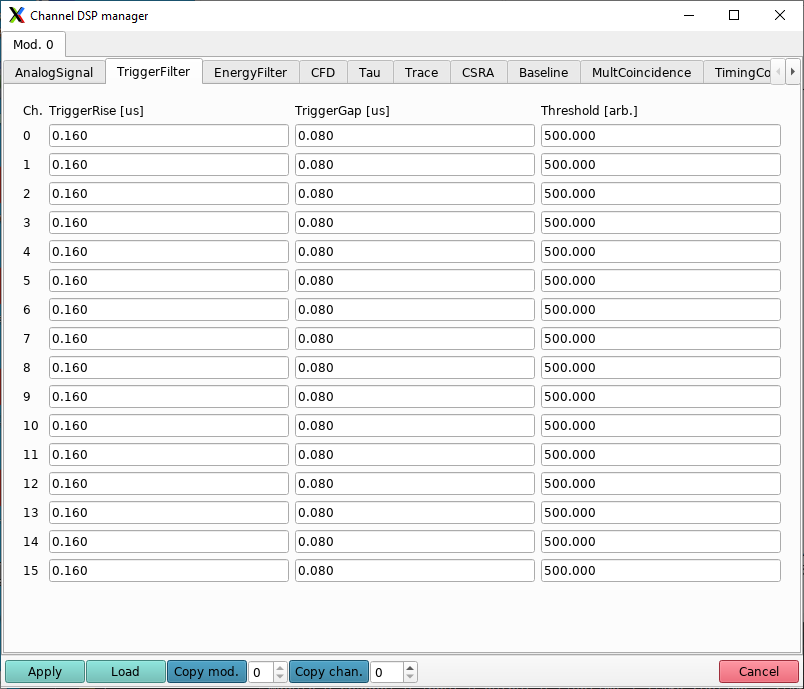 Channel DSP manager
Mod. 0
AnalogSignal TriggerFilter EnergyFilter CFD Tau Trace CSRA Baseline MultCoincidence TimingCo
Ch. TriggerRise [us] TriggerGap [us] Threshold [arb.]
0 0.160 0.080 500.000
1 0.160 0.080 500.000
2 0.160 0.080 500.000
3 0.160 0.080 500.000
4 0.160 0.080 500.000
5 0.160 0.080 500.000
6 0.160 0.080 500.000
7 0.160 0.080 500.000
8 0.160 0.080 500.000
9 0.160 0.080 500.000
10 0.160 0.080 500.000
11 0.160 0.080 500.000
12 0.160 0.080 500.000
13 0.160 0.080 500.000
14 0.160 0.080 500.000
15 0.160 0.080 500.000
Apply Load Copy mod. 0 Copy chan. 0 Cancel